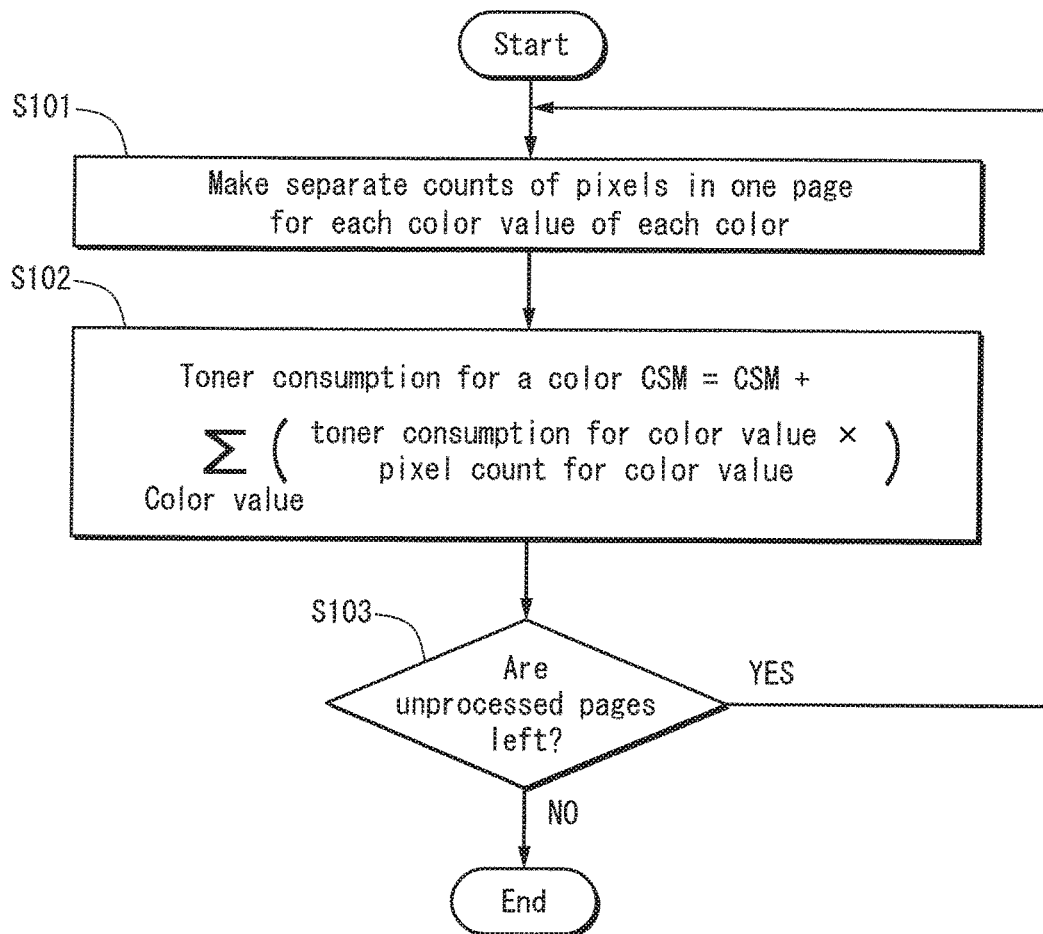 Start
S101
Make separate counts of pixels in one page
for each color value of each color
S102
Toner consumption for a color CSM = CSM +
∑ ( toner consumption for color value ×
pixel count for color value )
Color value
S103
Are
unprocessed pages
left?
YES
NO
End